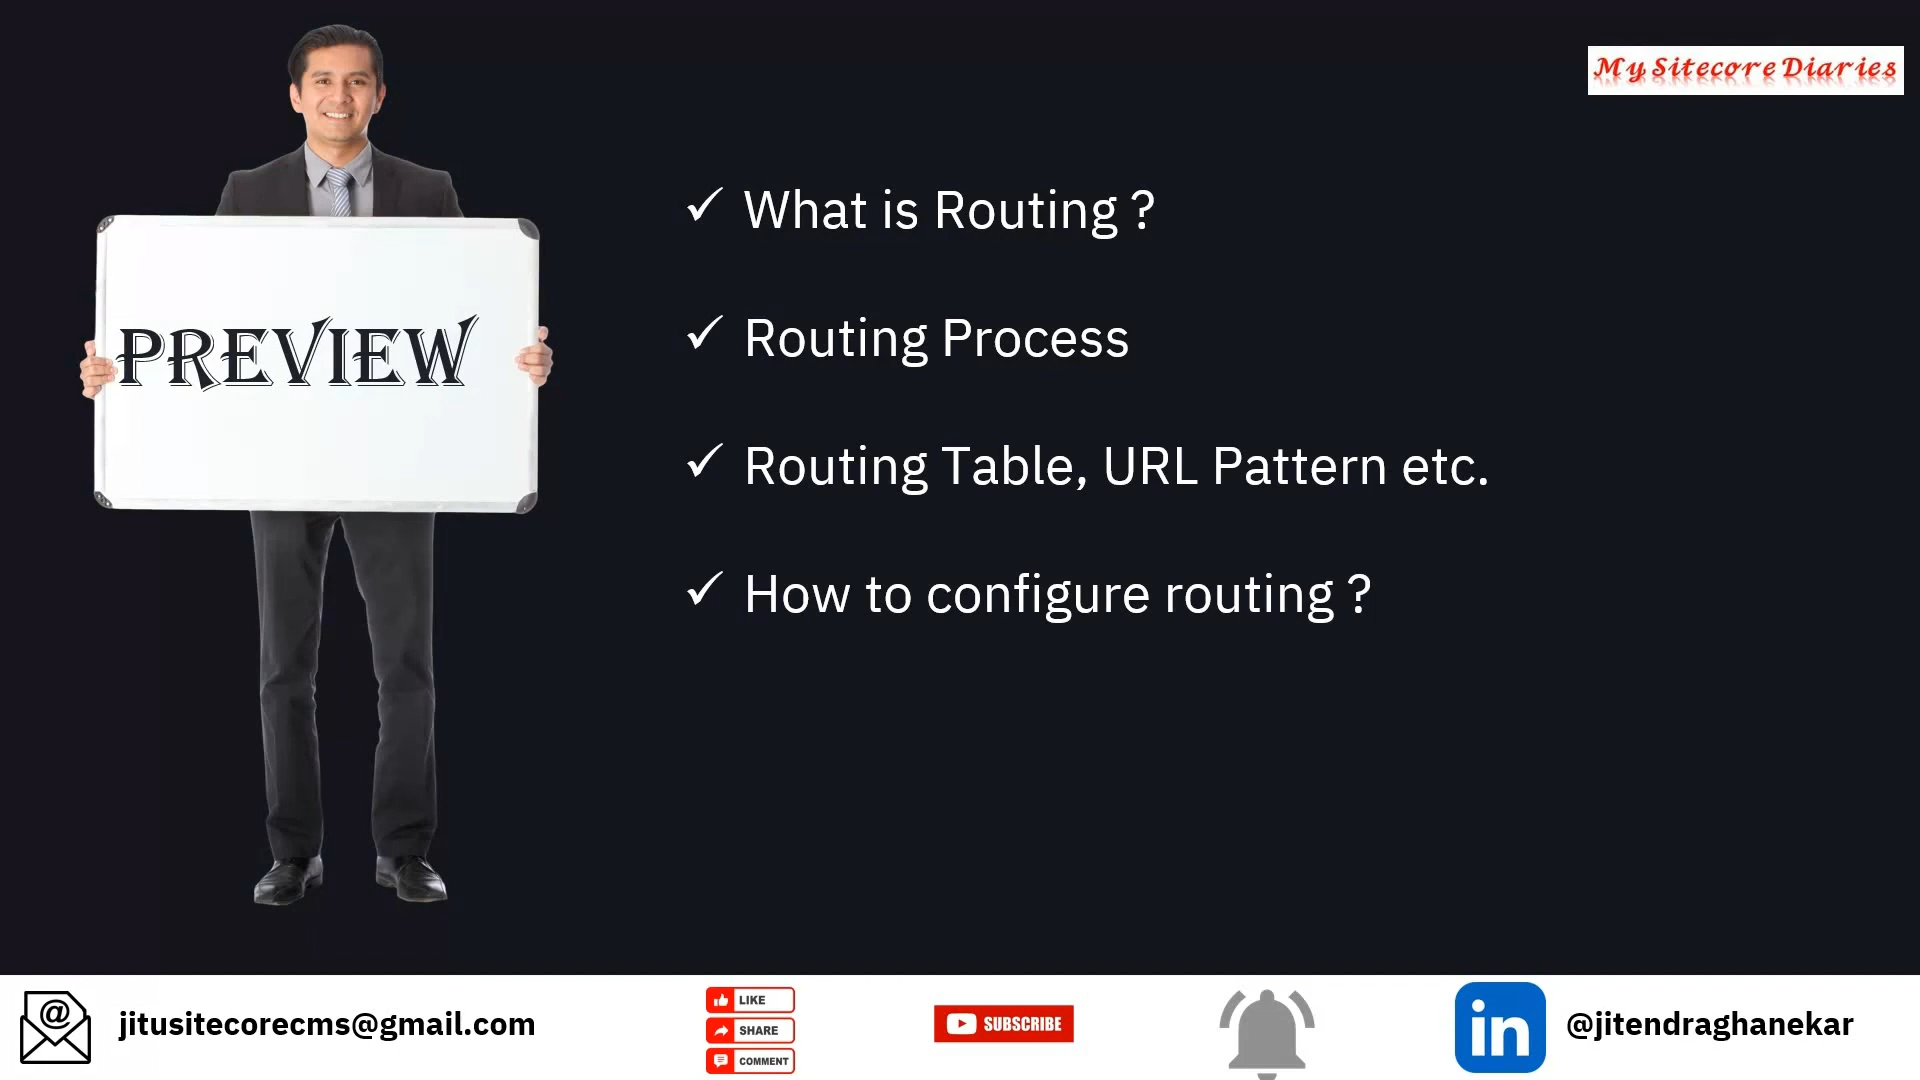 My Sitecore Diaries
What is Routing ?
Routing Process
Routing Table, URL Pattern etc.
How to configure routing ?
PREVIEW
jitusitecorecms@gmail.com
LIKE
SHARE
COMMENT
SUBSCRIBE
in
@jitendraghanekar